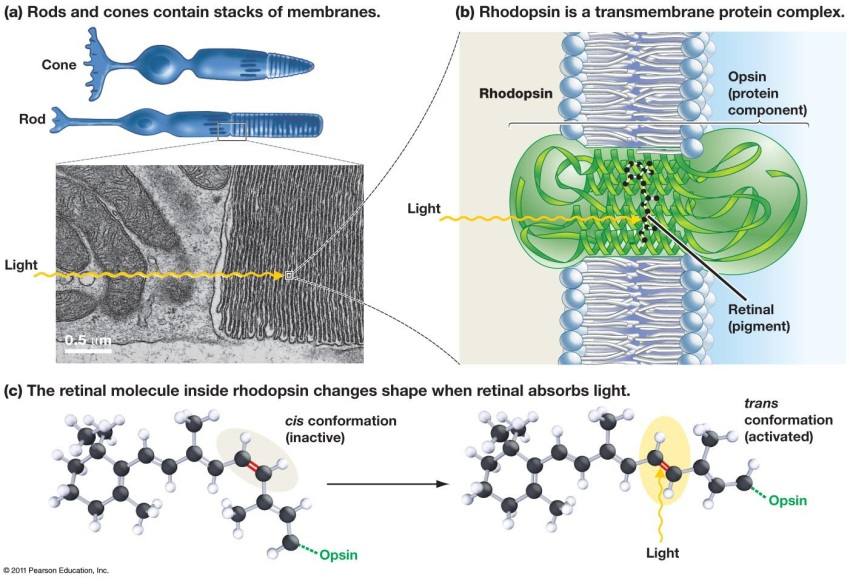 (a) Rods and cones contain stacks of membranes.
Cone
Rod
Light
0.5 µm
(b) Rhodopsin is a transmembrane protein complex.
Rhodopsin
Opsin
(protein
component)
Light
Retinal
(pigment)
(c) The retinal molecule inside rhodopsin changes shape when retinal absorbs light.
cis conformation
(inactive)
Opsin
trans
conformation
(activated)
Opsin
Light
© 2011 Pearson Education, Inc.